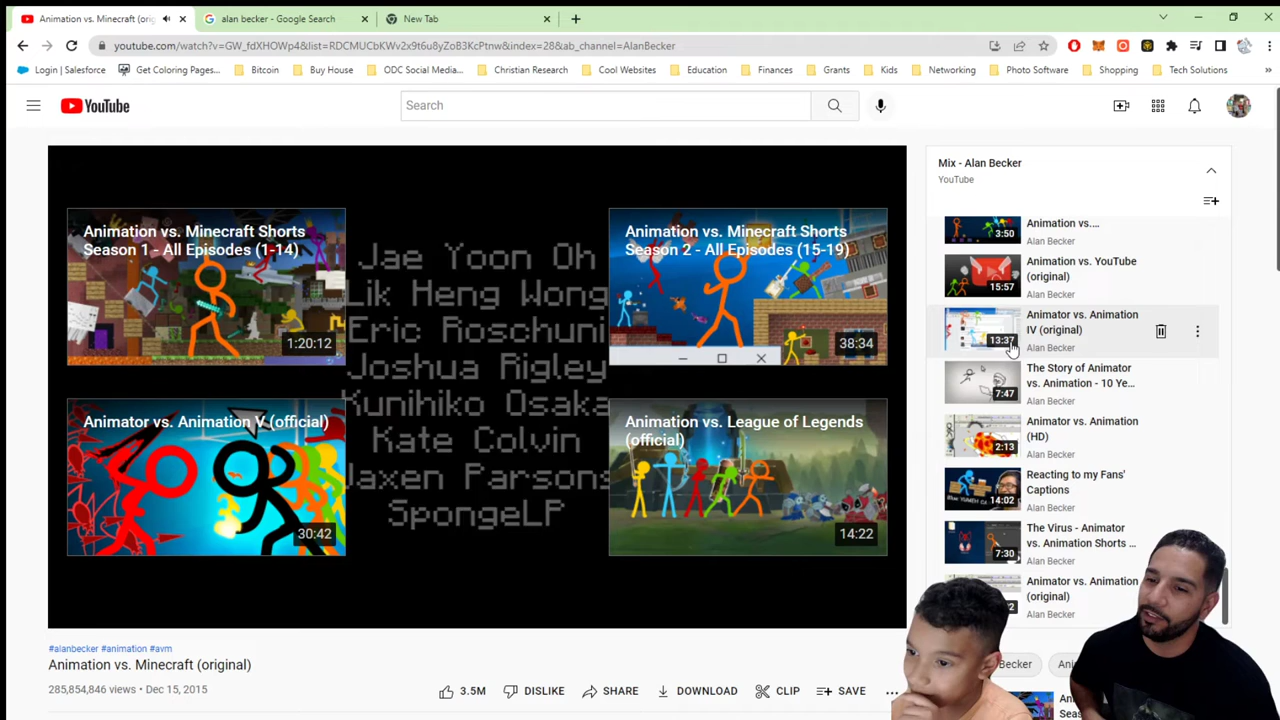 Animation vs. Minecraft (orig
alan becker - Google Search
New Tab
youtube.com/watch?v=GW_fdXHOWp4&list=RDCMUCbKWv2x9t6u8yZoB3KcPtnw&index=28&ab_channel=AlanBecker
Login | Salesforce
Get Coloring Pages...
Bitcoin
Buy House
ODC Social Media...
Christian Research
Cool Websites
Education
Finances
Grants
Kids
Networking
Photo Software
Shopping
Tech Solutions
YouTube
Search
Animation vs. Minecraft Shorts
Season 1 - All Episodes (1-14)
1:20:12
Animation vs. Minecraft Shorts
Season 2 - All Episodes (15-19)
38:34
Animator vs. Animation V (official)
30:42
Animation vs. League of Legends
(official)
14:22
Jae Yoon Oh
Lik Heng Wong
Eric Roschuni
Joshua Rigley
Kunihiko Osaka
Kate Colvin
Jaxen Parsons
SpongeLP
Mix - Alan Becker
YouTube
Animation vs....
Alan Becker
3:50
Animation vs. YouTube
(original)
Alan Becker
15:57
Animator vs. Animation
IV (original)
Alan Becker
13:37
The Story of Animator
vs. Animation - 10 Ye...
Alan Becker
7:47
Animator vs. Animation
(HD)
Alan Becker
2:13
Reacting to my Fans'
Captions
Alan Becker
14:02
The Virus - Animator
vs. Animation Shorts ...
Alan Becker
7:30
Animator vs. Animation
(original)
Alan Becker
#alanbecker #animation #avm
Animation vs. Minecraft (original)
285,854,846 views • Dec 15, 2015
3.5M
DISLIKE
SHARE
DOWNLOAD
CLIP
SAVE
Becker